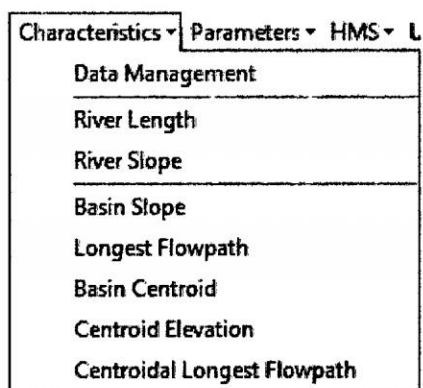 Characteristics ▾ Parameters ▾ HMS ▾
Data Management
River Length
River Slope
Basin Slope
Longest Flowpath
Basin Centroid
Centroid Elevation
Centroidal Longest Flowpath